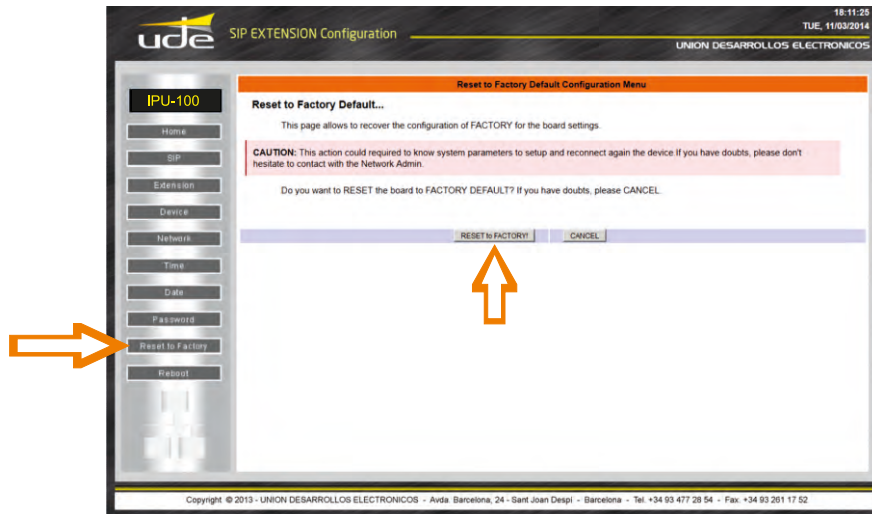 18:11:25
TUE, 11/03/2014
ude
SIP EXTENSION Configuration
UNION DESARROLLOS ELECTRONICOS
IPU-100
Home
SIP
Extension
Device
Network
Time
Date
Password
Reset to Factory
Reboot
Reset to Factory Default Configuration Menu
Reset to Factory Default...
This page allows to recover the configuration of FACTORY for the board settings.
CAUTION: This action could required to know system parameters to setup and reconnect again the device.If you have doubts, please don't
hesitate to contact with the Network Admin.
Do you want to RESET the board to FACTORY DEFAULT? If you have doubts, please CANCEL.
RESET to FACTORY!
CANCEL
Copyright © 2013 - UNION DESARROLLOS ELECTRONICOS - Avda. Barcelona, 24 - Sant Joan Despi - Barcelona - Tel. +34 93 477 28 54 - Fax. +34 93 261 17 52